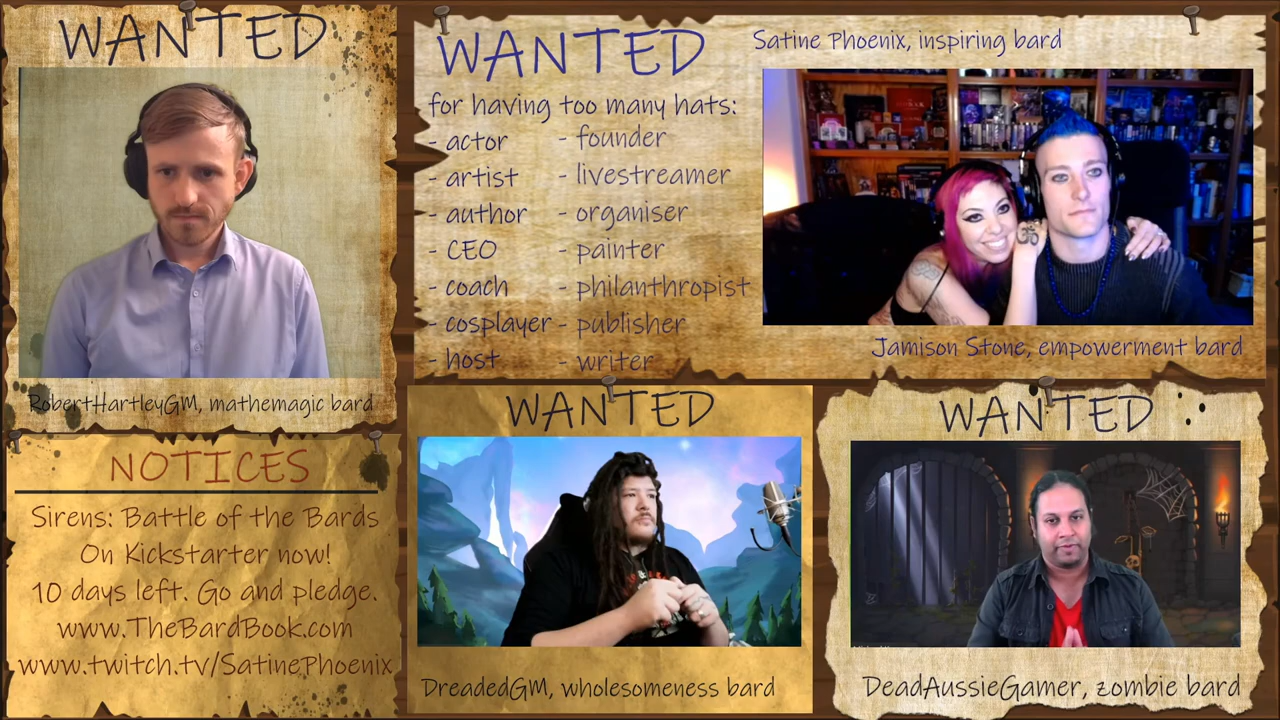 WANTED
RobertHartleyGM, mathemagic bard
NOTICES
Sirens: Battle of the Bards
On Kickstarter now!
10 days left. Go and pledge.
www.TheBardBook.com
www.twitch.tv/SatinePhoenix
WANTED
Satine Phoenix, inspiring bard
for having too many hats:
- actor
- artist
- author
- CEO
- coach
- cosplayer
- host
- founder
- livestreamer
- organiser
- painter
- philanthropist
- publisher
- writer
Jamison Stone, empowerment bard
WANTED
DreadedGM, wholesomeness bard
WANTED
DeadAussieGamer, zombie bard